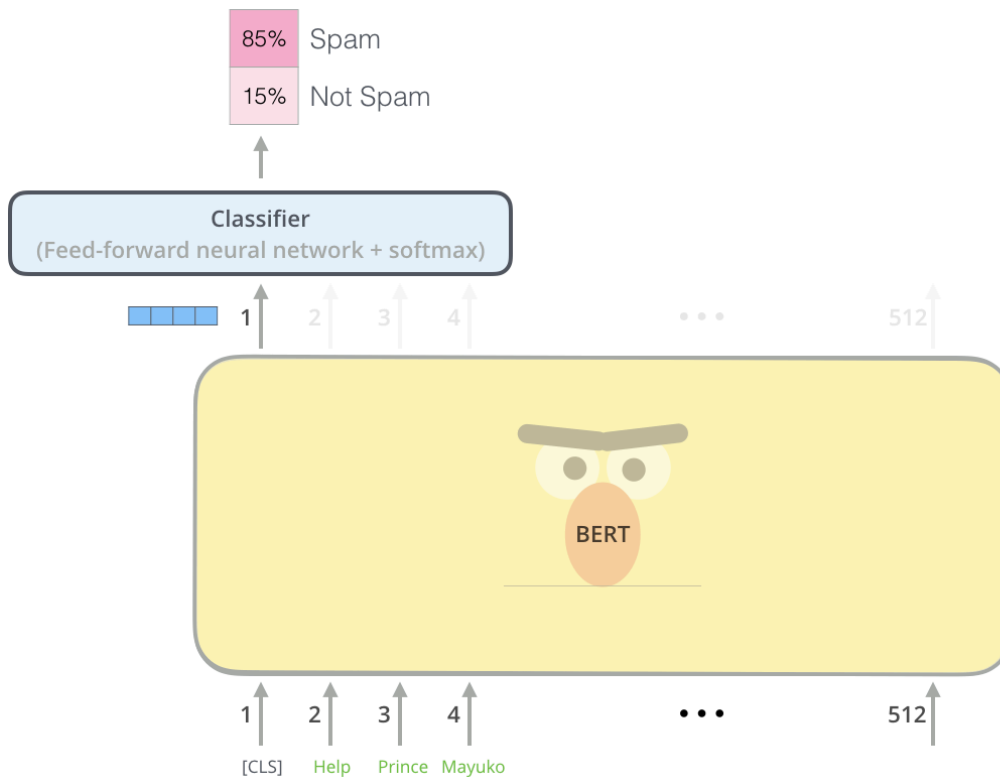 85% Spam
15% Not Spam
Classifier
(Feed-forward neural network + softmax)
1 2 3 4 ... 512
BERT
1 2 3 4 ... 512
[CLS] Help Prince Mayuko